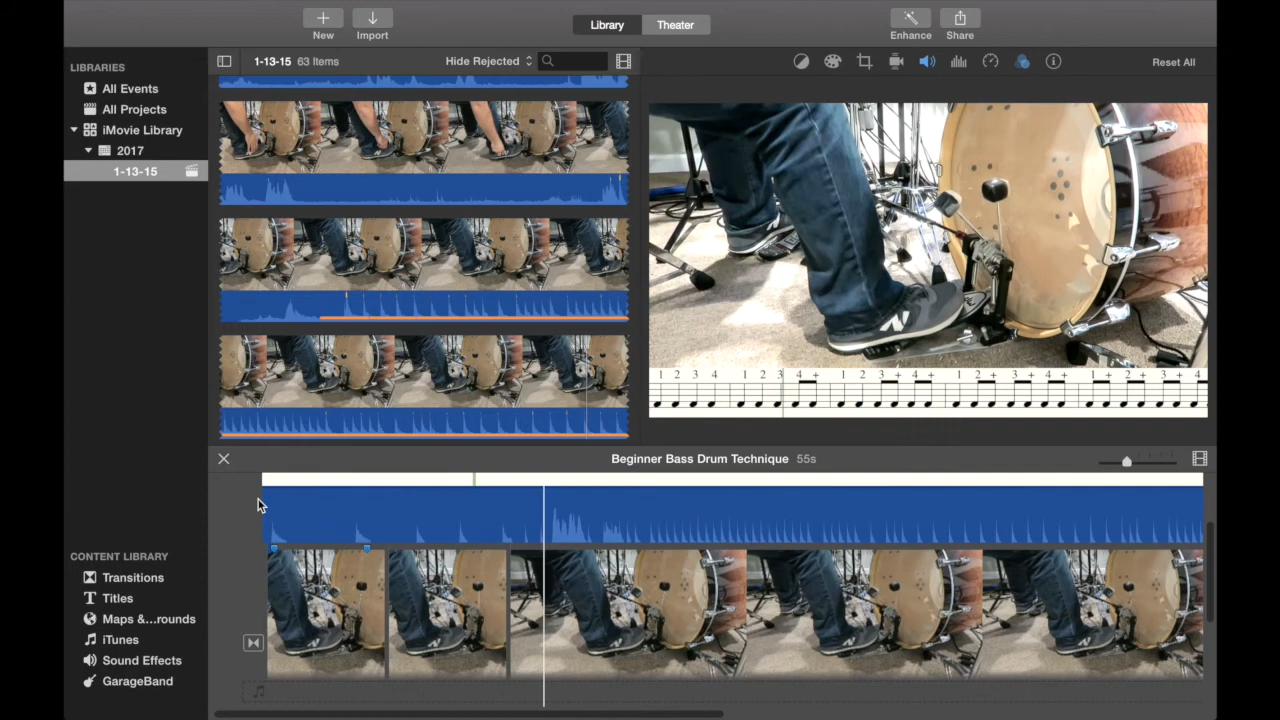 New
Import
Library
Theater
Enhance
Share
LIBRARIES
All Events
All Projects
iMovie Library
2017
1-13-15
CONTENT LIBRARY
Transitions
Titles
Maps &...rounds
iTunes
Sound Effects
GarageBand
1-13-15 63 Items
Hide Rejected
Reset All
N
1 2 3 4 1 2 3 4 + 1 2 3 + 4 + 1 2 + 3 + 4 + 1 + 2 + 3 + 4
Beginner Bass Drum Technique 55s